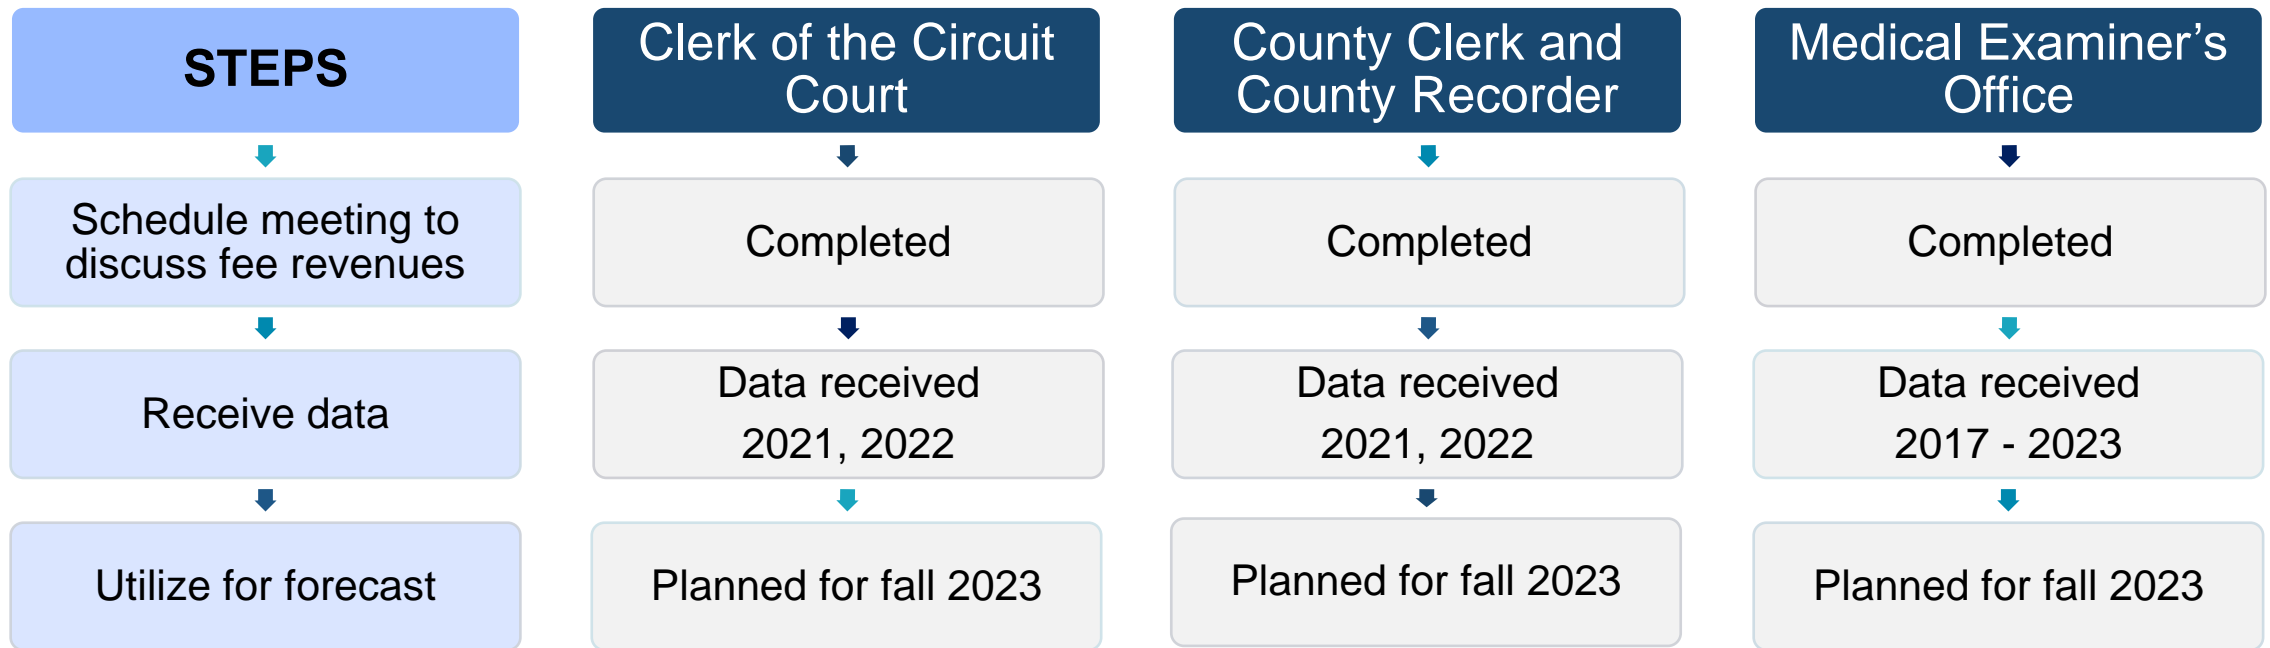 STEPS
Clerk of the Circuit
Court
County Clerk and
County Recorder
Medical Examiner’s
Office
Schedule meeting to
discuss fee revenues
Completed
Completed
Completed
Receive data
Data received
2021, 2022
Data received
2021, 2022
Data received
2017 - 2023
Utilize for forecast
Planned for fall 2023
Planned for fall 2023
Planned for fall 2023